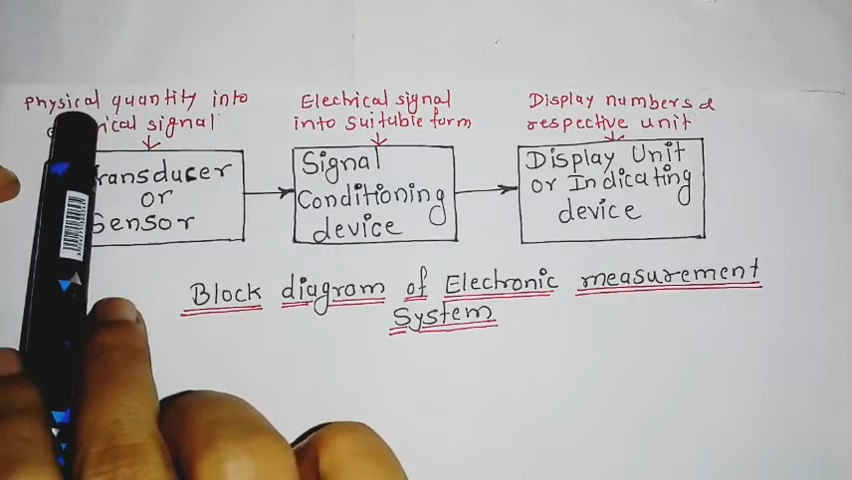 Physical quantity into
signal
Electrical signal
into suitable form
Display numbers &
respective unit
ransducer
or
Sensor
Signal
Conditioning
device
Display Unit
or Indicating
device
Block diagram of Electronic measurement
System